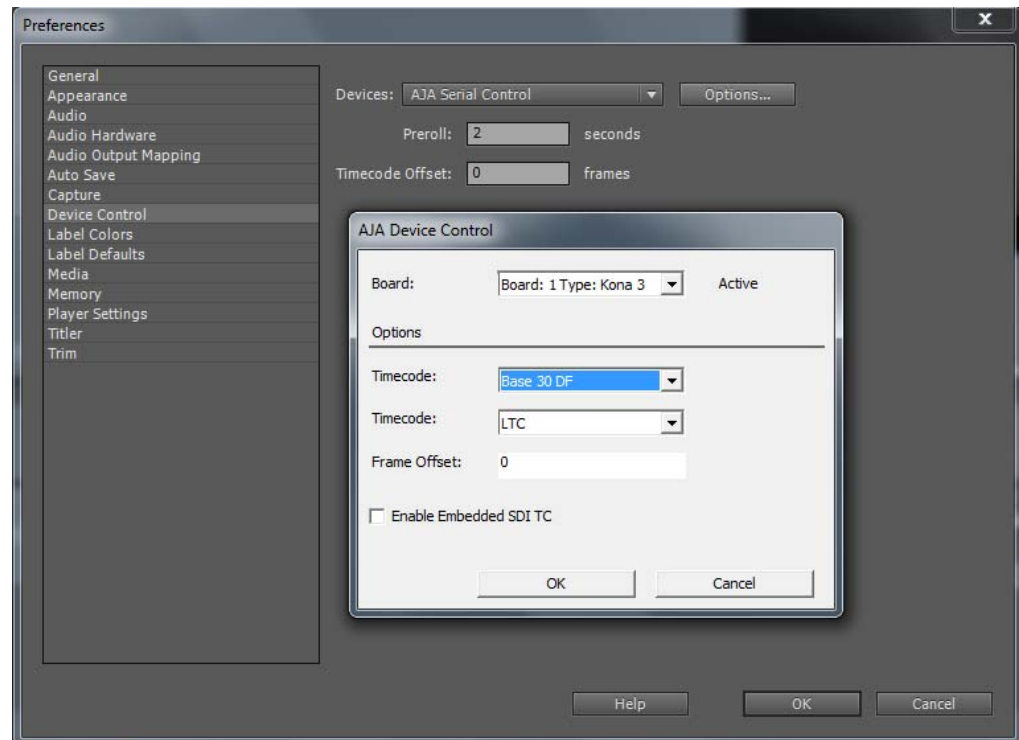 Preferences
x
General
Appearance
Audio
Audio Hardware
Audio Output Mapping
Auto Save
Capture
Device Control
Label Colors
Label Defaults
Media
Memory
Player Settings
Titler
Trim
Devices: AJA Serial Control Options...
Preroll: 2 seconds
Timecode Offset: 0 frames
AJA Device Control
Board: Board: 1 Type: Kona 3 Active
Options
Timecode: Base 30 DF
Timecode: LTC
Frame Offset: 0
Enable Embedded SDI TC
OK Cancel
Help OK Cancel